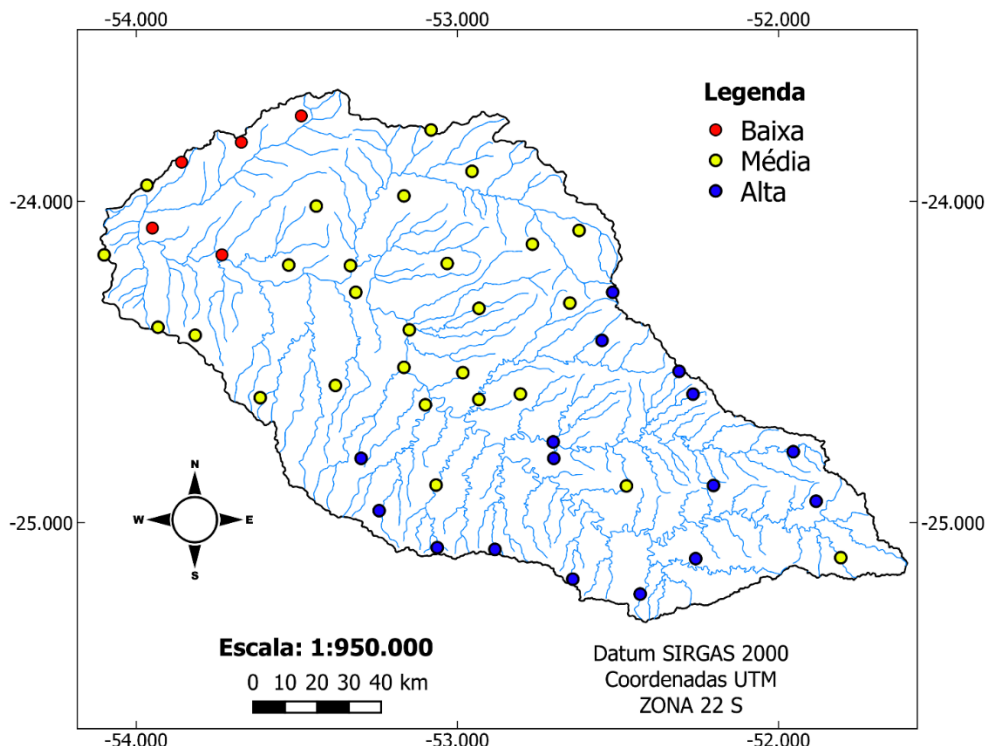 -54.000 -53.000 -52.000
Legenda
Baixa
Média
Alta
-24.000 -24.000
N
W E
S
-25.000 -25.000
Escala: 1:950.000
0 10 20 30 40 km
Datum SIRGAS 2000
Coordenadas UTM
ZONA 22 S
-54.000 -53.000 -52.000